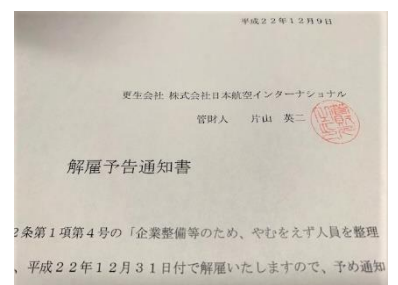 平成22年12月9日
更生会社 株式会社日本航空インターナショナル
管財人 片山 英二
解雇予告通知書
2条第1項第4号の「企業整備等のため、やむをえず人員を整理
、平成22年12月31日付で解雇いたしますので、予め通知